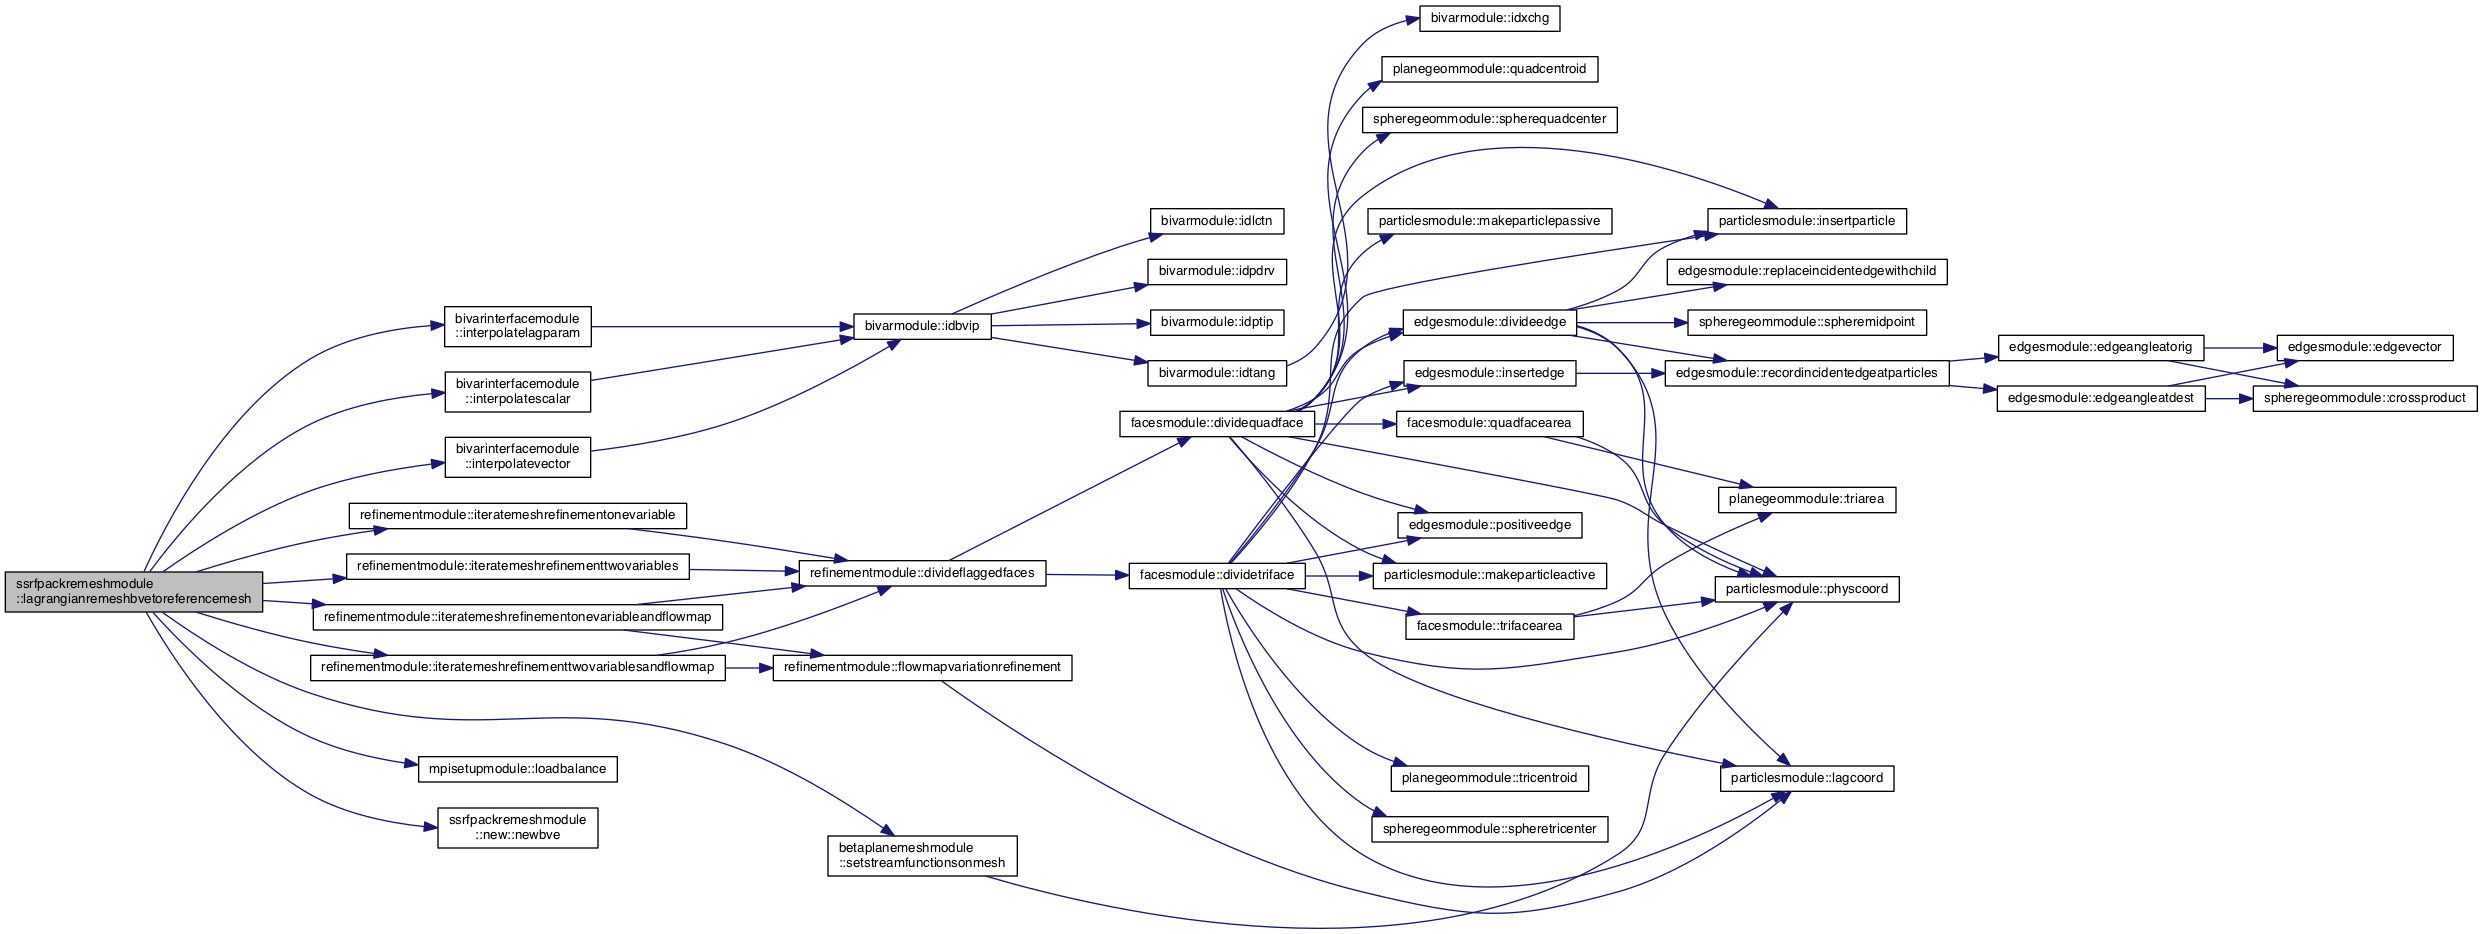 ssrfpackremeshmodule
::lagrangianremeshbvetoreferencemesh
bivarinterfacemodule
::interpolatelagparam
bivarinterfacemodule
::interpolatescalar
bivarinterfacemodule
::interpolatevector
refinementmodule::iteratemeshrefinementonevariable
refinementmodule::iteratemeshrefinementtwovariables
refinementmodule::iteratemeshrefinementonevariableandflowmap
refinementmodule::iteratemeshrefinementtwovariablesandflowmap
mpisetupmodule::loadbalance
ssrfpackremeshmodule
::new::newbve
bivarmodule::idbvip
refinementmodule::divideflaggedfaces
refinementmodule::flowmapvariationrefinement
betaplanemeshmodule
::setstreamfunctionsonmesh
bivarmodule::idlctn
bivarmodule::idpdrv
bivarmodule::idptip
bivarmodule::idtang
facesmodule::dividequadface
facesmodule::dividetriface
bivarmodule::idxchg
planegeommodule::quadcentroid
spheregeommodule::spherequadcenter
particlesmodule::makeparticlepassive
edgesmodule::divideedge
edgesmodule::insertedge
facesmodule::quadfacearea
edgesmodule::positiveedge
particlesmodule::makeparticleactive
facesmodule::trifacearea
planegeommodule::tricentroid
spheregeommodule::spheretricenter
particlesmodule::insertparticle
edgesmodule::replaceincidentedgewithchild
spheregeommodule::spheremidpoint
edgesmodule::recordincidentedgeatparticles
planegeommodule::triarea
particlesmodule::physcoord
particlesmodule::lagcoord
edgesmodule::edgeangleatorig
edgesmodule::edgeangleatdest
edgesmodule::edgevector
spheregeommodule::crossproduct